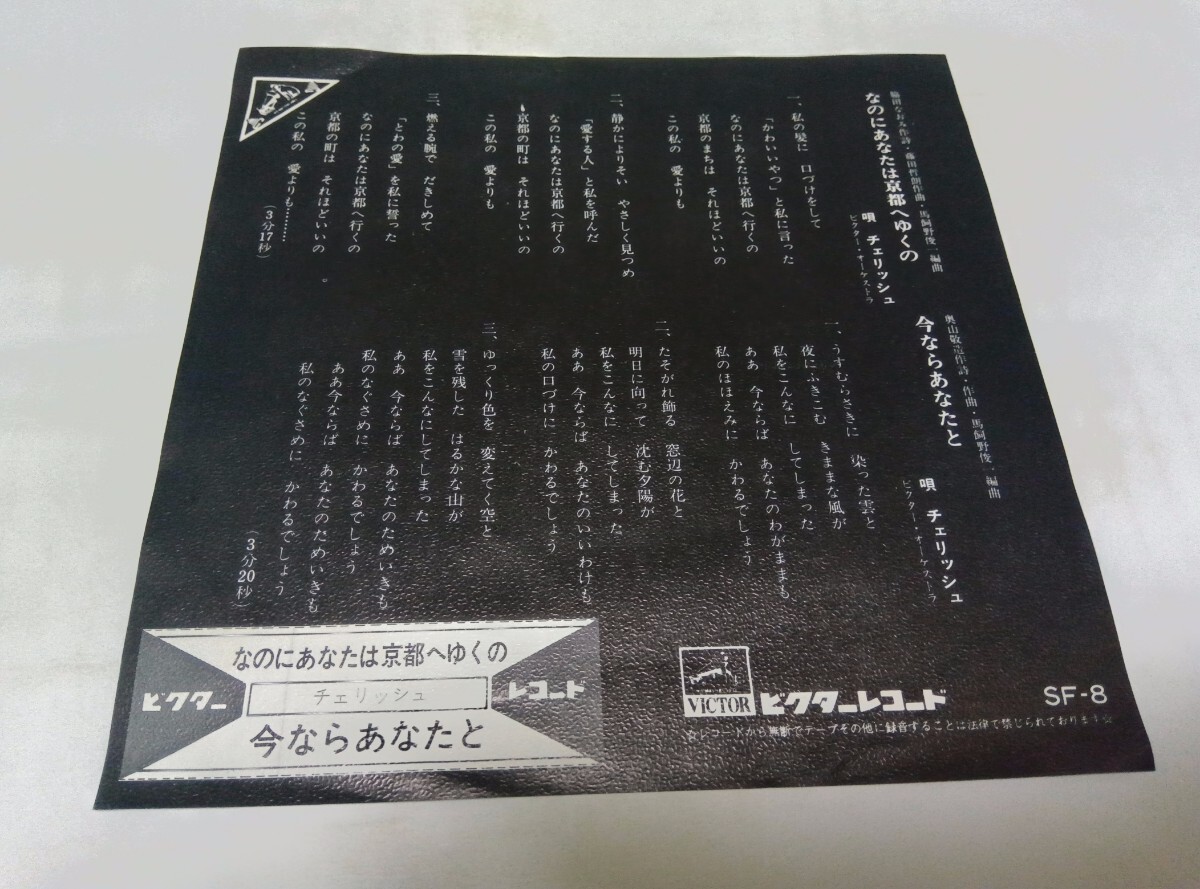 脇田なおみ作詩・藤田哲朗作曲・馬飼野俊一編曲
なのにあなたは京都へゆくの
唄 チェリッシュ
ビクター・オーケストラ
一、私の髪に 口づけをして
「かわいいやつ」と私に言った
なのにあなたは京都へ行くの
京都のまちは それほどいいの
この私の 愛よりも
二、静かによりそい やさしく見つめ
「愛する人」と私を呼んだ
なのにあなたは京都へ行くの
京都の町は それほどいいの
この私の 愛よりも
三、燃える腕で だきしめて
「とわの愛」を私に誓った
なのにあなたは京都へ行くの
京都の町は それほどいいの
この私の 愛よりも………
(3分17秒)
奥山敬造作詩・作曲・馬飼野俊一編曲
今ならあなたと
唄 チェリッシュ
ビクター・オーケストラ
一、うすむらさきに 染った雲と
夜にふきこむ きままな風が
私をこんなに してしまった
ああ 今ならば あなたのわがままも
私のほほえみに かわるでしょう
二、たそがれ飾る 窓辺の花と
明日に向って 沈む夕陽が
私をこんなに してしまった
ああ 今ならば あなたのいいわけも
私の口づけに かわるでしょう
三、ゆっくり色を 変えてく空と
雪を残した はるかな山が
私をこんなにしてしまった
ああ 今ならば あなたのためいきも
私のなぐさめに かわるでしょう
ああ今ならば あなたのためいきも
私のなぐさめに かわるでしょう
(3分20秒)
なのにあなたは京都へゆくの
ビクター
チェリッシュ
レコード
今ならあなたと
VICTOR
ビクターレコード
SF-8
☆レコードから無断でテープその他に録音することは法律で禁じられております☆